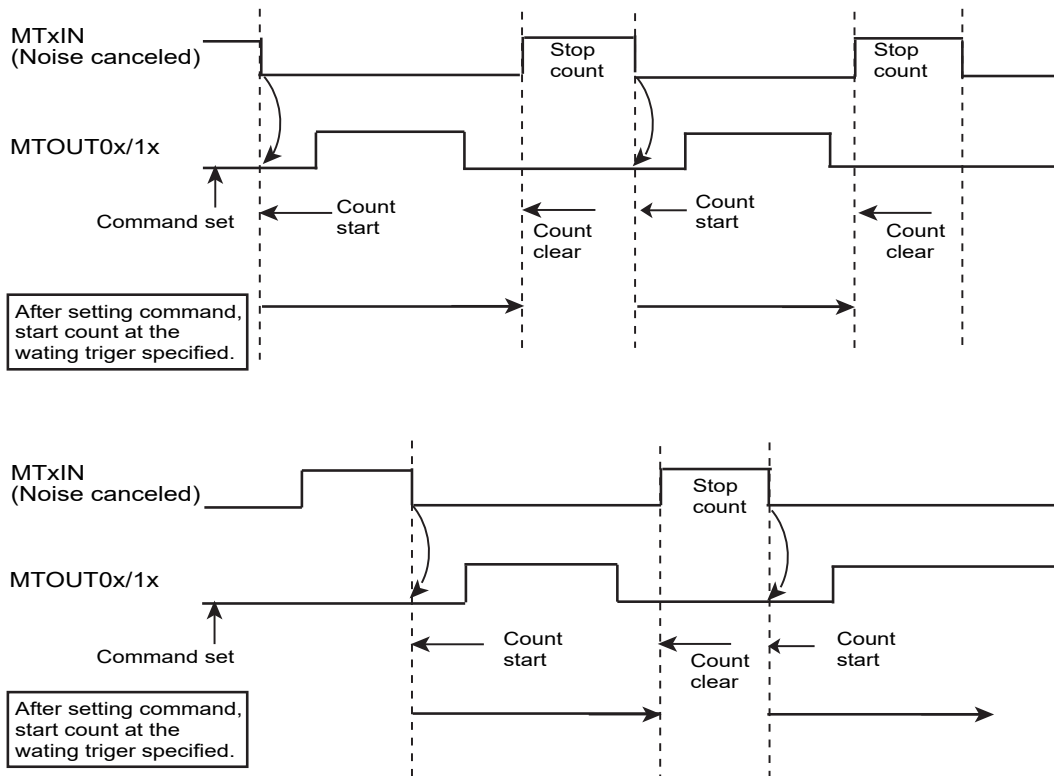 MTxIN
(Noise canceled)
Stop
count
Stop
count
MTOUT0x/1x
Command set
Count
start
Count
clear
Count
start
Count
clear
After setting command,
start count at the
wating triger specified.
MTxIN
(Noise canceled)
Stop
count
MTOUT0x/1x
Command set
Count
start
Count
clear
Count
start
After setting command,
start count at the
wating triger specified.